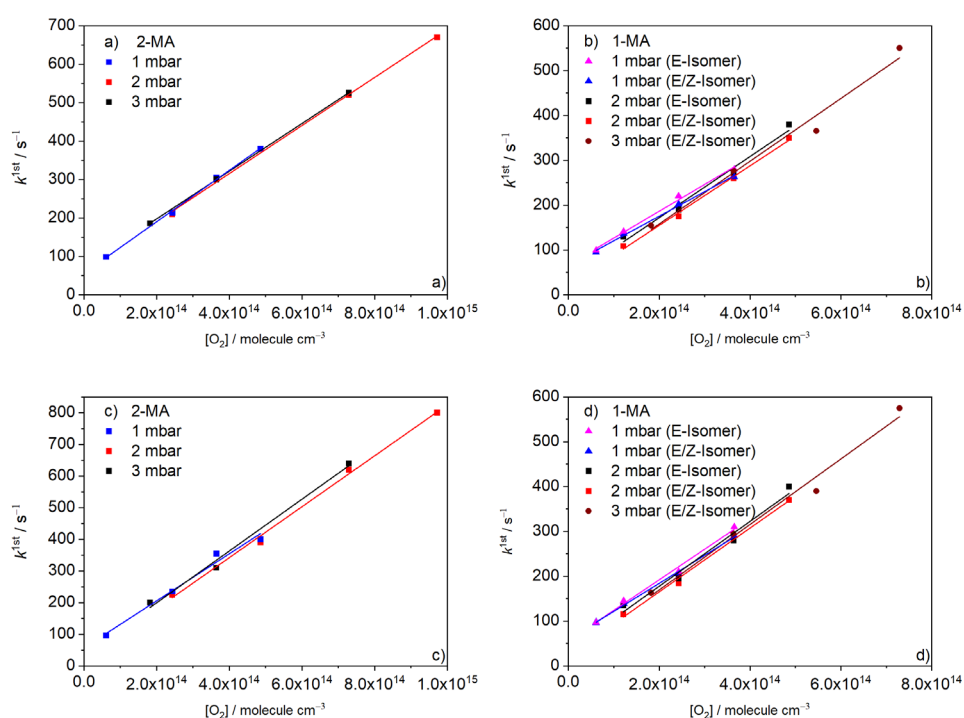 a) 2-MA
1 mbar
2 mbar
3 mbar
700
600
500
400
300
200
100
0
k^1st / s⁻¹
0.0 2.0x10¹⁴ 4.0x10¹⁴ 6.0x10¹⁴ 8.0x10¹⁴ 1.0x10¹⁵
[O₂] / molecule cm⁻³
a)
b) 1-MA
1 mbar (E-Isomer)
1 mbar (E/Z-Isomer)
2 mbar (E-Isomer)
2 mbar (E/Z-Isomer)
3 mbar (E/Z-Isomer)
600
500
400
300
200
100
0
k^1st / s⁻¹
0.0 2.0x10¹⁴ 4.0x10¹⁴ 6.0x10¹⁴ 8.0x10¹⁴
[O₂] / molecule cm⁻³
b)
c) 2-MA
1 mbar
2 mbar
3 mbar
800
700
600
500
400
300
200
100
0
k^1st / s⁻¹
0.0 2.0x10¹⁴ 4.0x10¹⁴ 6.0x10¹⁴ 8.0x10¹⁴ 1.0x10¹⁵
[O₂] / molecule cm⁻³
c)
d) 1-MA
1 mbar (E-Isomer)
1 mbar (E/Z-Isomer)
2 mbar (E-Isomer)
2 mbar (E/Z-Isomer)
3 mbar (E/Z-Isomer)
600
500
400
300
200
100
0
k^1st / s⁻¹
0.0 2.0x10¹⁴ 4.0x10¹⁴ 6.0x10¹⁴ 8.0x10¹⁴
[O₂] / molecule cm⁻³
d)